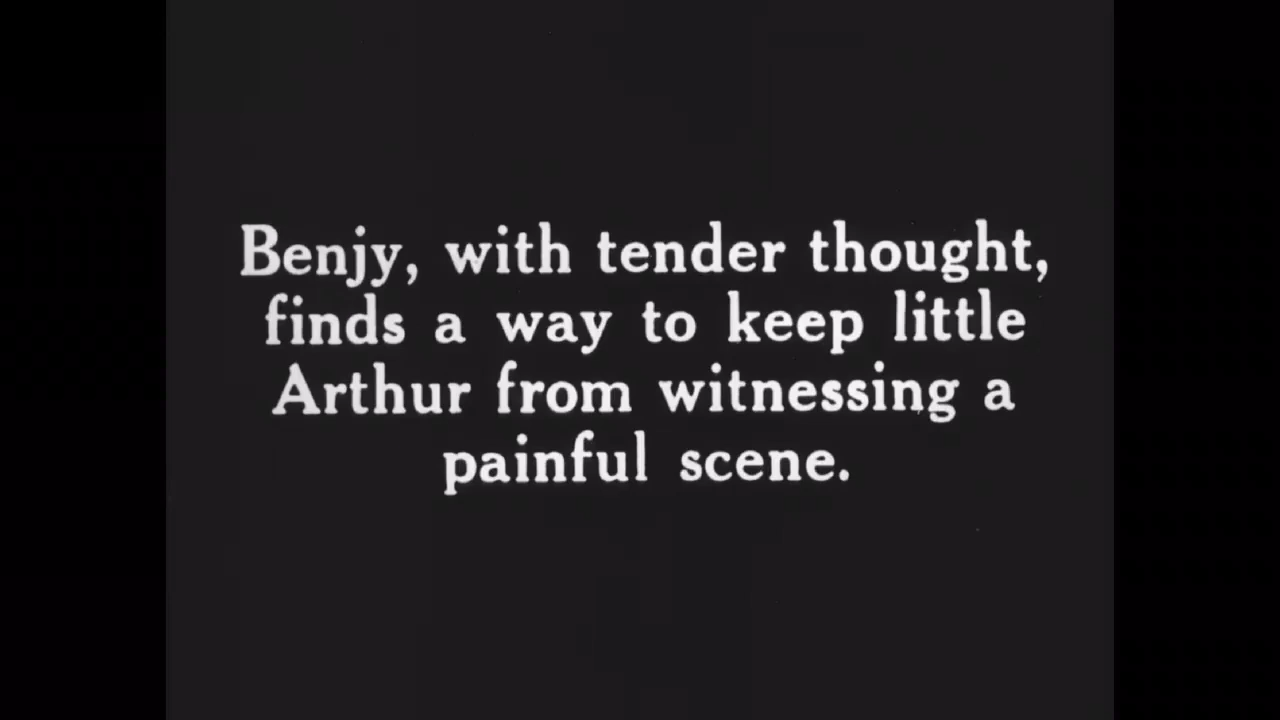 Benjy, with tender thought,
finds a way to keep little
Arthur from witnessing a
painful scene.